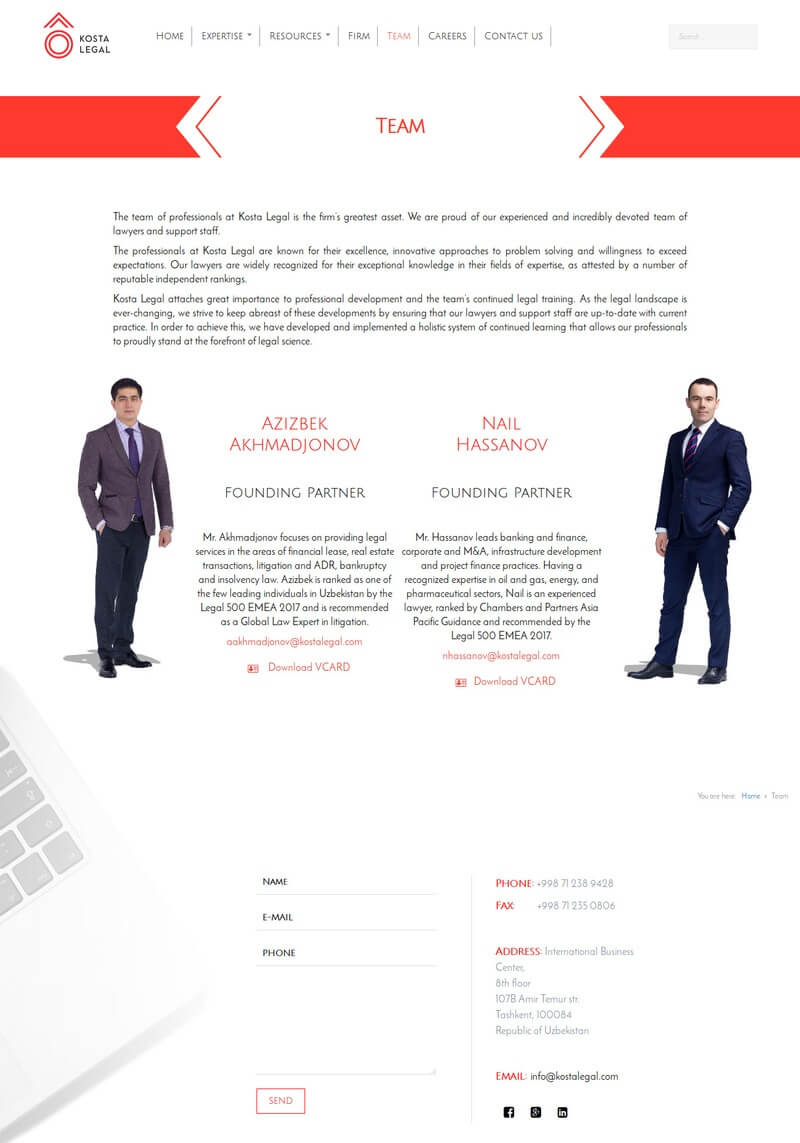 KOSTA
LEGAL
Home
Expertise
Resources
Firm
Team
Careers
Contact us
Search
Team
The team of professionals at Kosta Legal is the firm's greatest asset. We are proud of our experienced and incredibly devoted team of
lawyers and support staff.
The professionals at Kosta Legal are known for their excellence, innovative approaches to problem solving and willingness to exceed
expectations. Our lawyers are widely recognized for their exceptional knowledge in their fields of expertise, as attested by a number of
reputable independent rankings.
Kosta Legal attaches great importance to professional development and the team's continued legal training. As the legal landscape is
ever-changing, we strive to keep abreast of these developments by ensuring that our lawyers and support staff are up-to-date with current
practice. In order to achieve this, we have developed and implemented a holistic system of continued learning that allows our professionals
to proudly stand at the forefront of legal science.
Azizbek
Akhmadjonov
Founding Partner
Mr. Akhmadjonov focuses on providing legal
services in the areas of financial lease, real estate
transactions, litigation and ADR, bankruptcy
and insolvency law. Azizbek is ranked as one of
the few leading individuals in Uzbekistan by the
Legal 500 EMEA 2017 and is recommended
as a Global Law Expert in litigation.
aakhmadjonov@kostalegal.com
Download VCARD
Nail
Hassanov
Founding Partner
Mr. Hassanov leads banking and finance,
corporate and M&A, infrastructure development
and project finance practices. Having a
recognized expertise in oil and gas, energy, and
pharmaceutical sectors, Nail is an experienced
lawyer, ranked by Chambers and Partners Asia
Pacific Guidance and recommended by the
Legal 500 EMEA 2017.
nhassanov@kostalegal.com
Download VCARD
You are here: Home » Team
Name
E-mail
Phone
SEND
Phone: +998 71 238 9428
Fax: +998 71 235 0806
Address: International Business
Center,
8th floor
107B Amir Temur str.
Tashkent, 100084
Republic of Uzbekistan
Email: info@kostalegal.com